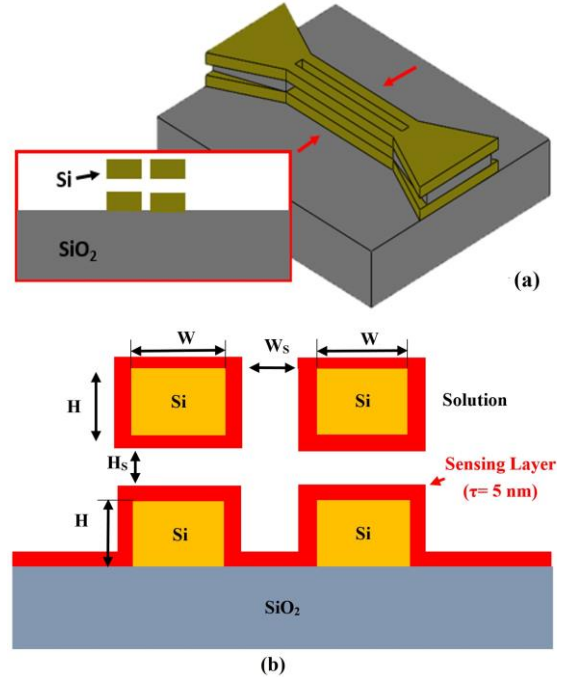 Si
SiO₂
(a)
W
Wₛ
W
H
Si
Si
Solution
Hₛ
Sensing Layer
(τ= 5 nm)
H
Si
Si
SiO₂
(b)